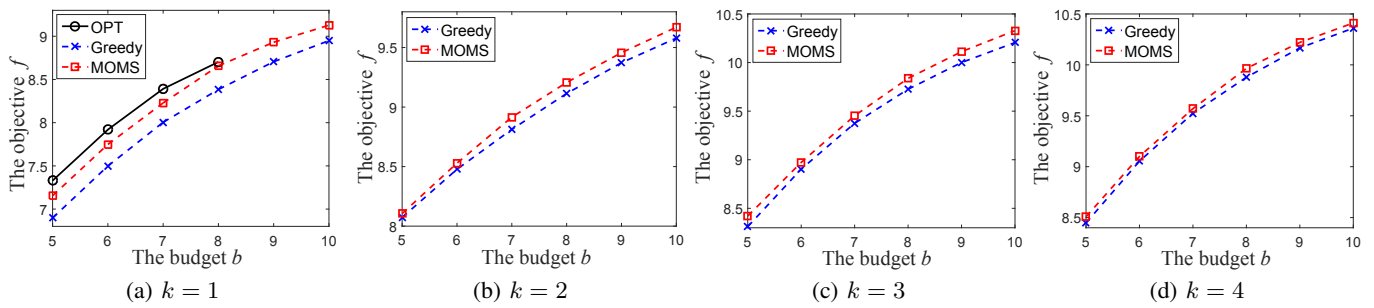 The objective f
9
8.5
8
7.5
7
OPT
Greedy
MOMS
5 6 7 8 9 10
The budget b
(a) k = 1
The objective f
9.5
9
8.5
8
Greedy
MOMS
5 6 7 8 9 10
The budget b
(b) k = 2
The objective f
10.5
10
9.5
9
8.5
Greedy
MOMS
5 6 7 8 9 10
The budget b
(c) k = 3
The objective f
10.5
10
9.5
9
8.5
Greedy
MOMS
5 6 7 8 9 10
The budget b
(d) k = 4